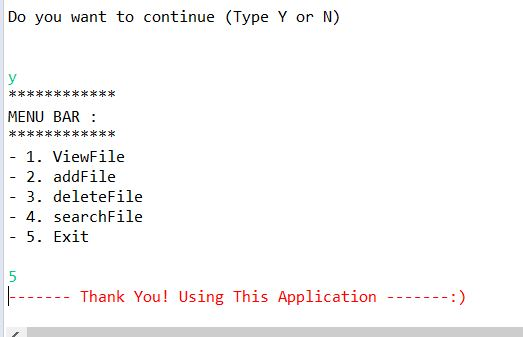 Do you want to continue (Type Y or N)
y
************
MENU BAR :
************
- 1. ViewFile
- 2. addFile
- 3. deleteFile
- 4. searchFile
- 5. Exit
5
------- Thank You! Using This Application -------:)